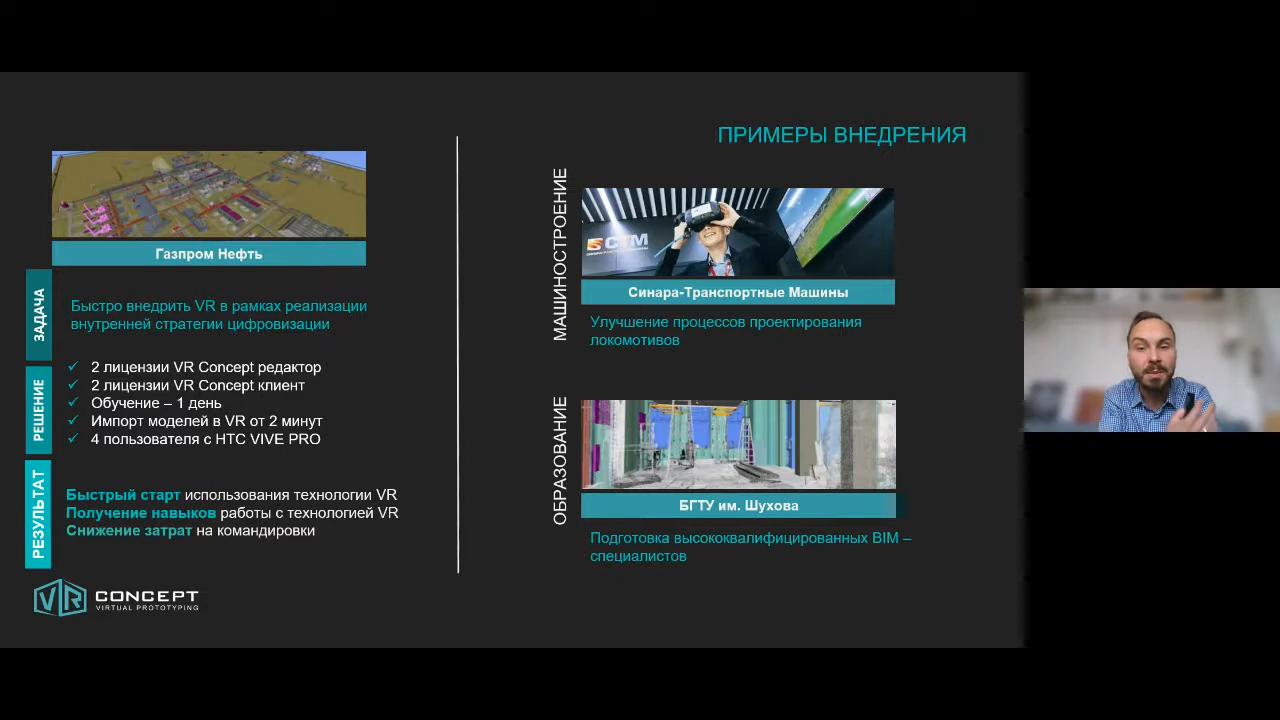 ПРИМЕРЫ ВНЕДРЕНИЯ
Газпром Нефть
ЗАДАЧА
Быстро внедрить VR в рамках реализации
внутренней стратегии цифровизации
РЕШЕНИЕ
2 лицензии VR Concept редактор
2 лицензии VR Concept клиент
Обучение – 1 день
Импорт моделей в VR от 2 минут
4 пользователя с HTC VIVE PRO
РЕЗУЛЬТАТ
Быстрый старт использования технологии VR
Получение навыков работы с технологией VR
Снижение затрат на командировки
VR CONCEPT
VIRTUAL PROTOTYPING
МАШИНОСТРОЕНИЕ
СТМ
Синара-Транспортные Машины
Улучшение процессов проектирования
локомотивов
ОБРАЗОВАНИЕ
БГТУ им. Шухова
Подготовка высококвалифицированных BIM –
специалистов